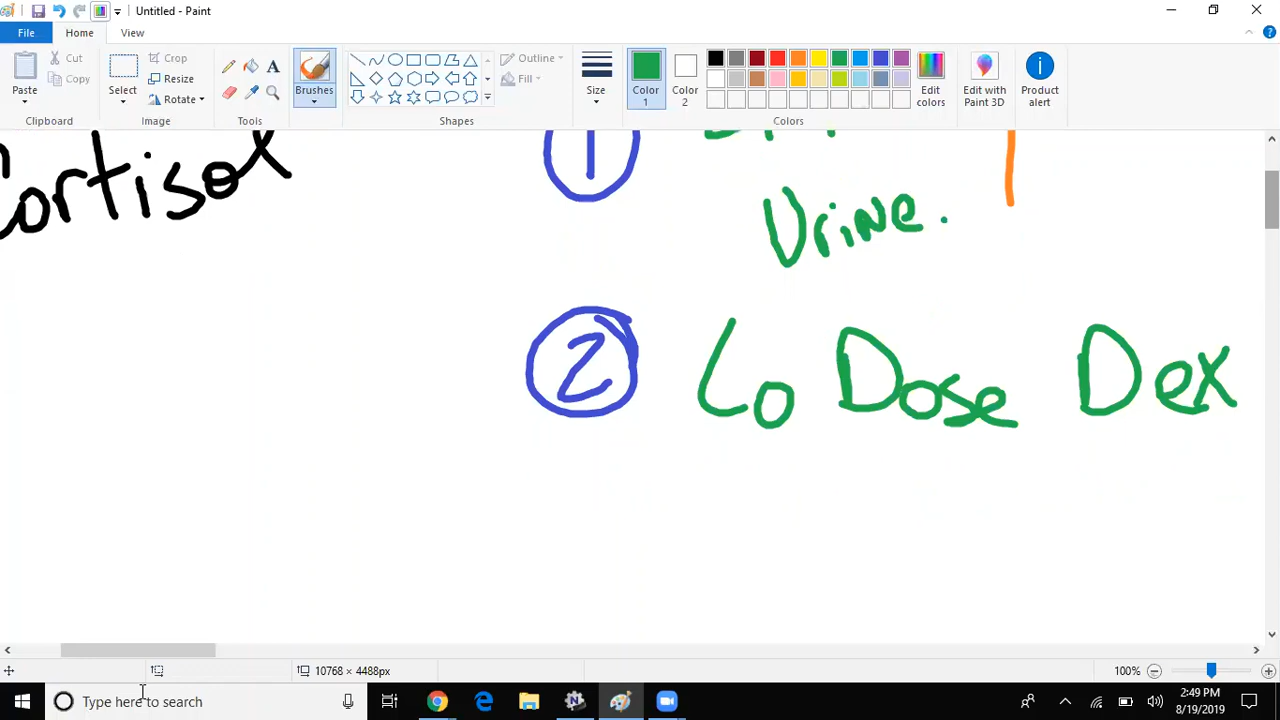 Untitled - Paint
File
Home
View
Paste
Cut
Copy
Clipboard
Select
Crop
Resize
Rotate
Image
A
Tools
Brushes
Shapes
Outline
Fill
Size
Color
1
Color
2
Colors
Edit
colors
Edit with
Paint 3D
Product
alert
Cortisol
1
Urine.
2 Lo Dose Dex
10768 × 4488px
100%
Type here to search
2:49 PM
8/19/2019